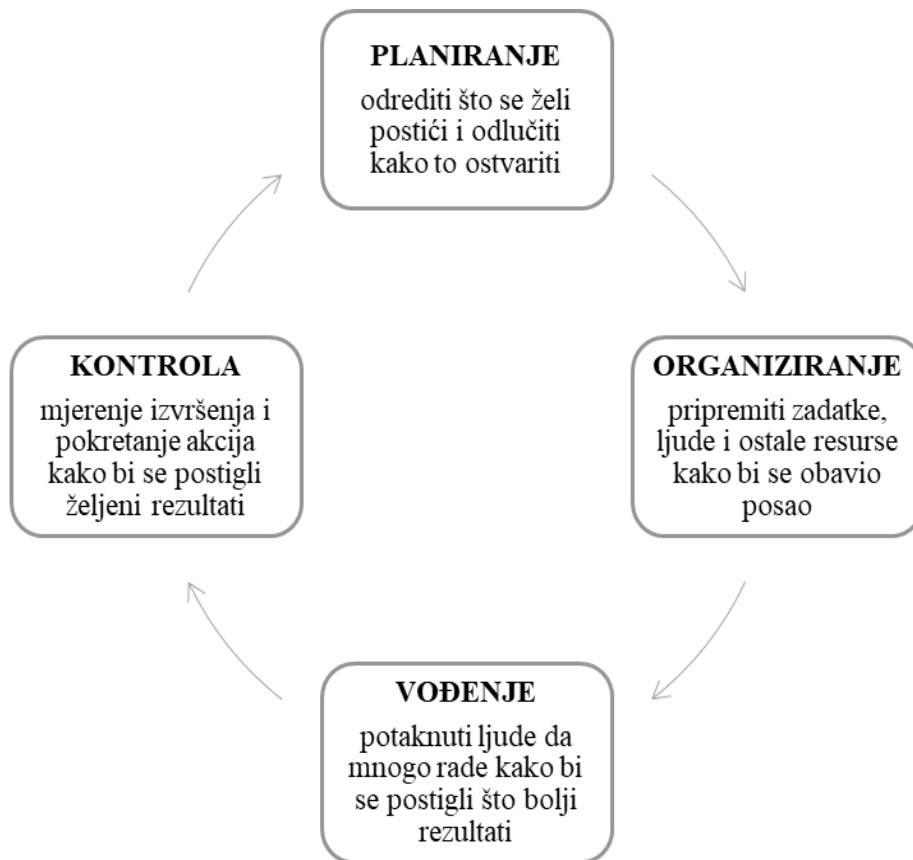 PLANIRANJE
odrediti što se želi
postići i odlučiti
kako to ostvariti
ORGANIZIRANJE
pripremiti zadatke,
ljude i ostale resurse
kako bi se obavio
posao
VOĐENJE
potaknuti ljude da
mnogo rade kako bi
se postigli što bolji
rezultati
KONTROLA
mjerenje izvršenja i
pokretanje akcija
kako bi se postigli
željeni rezultati